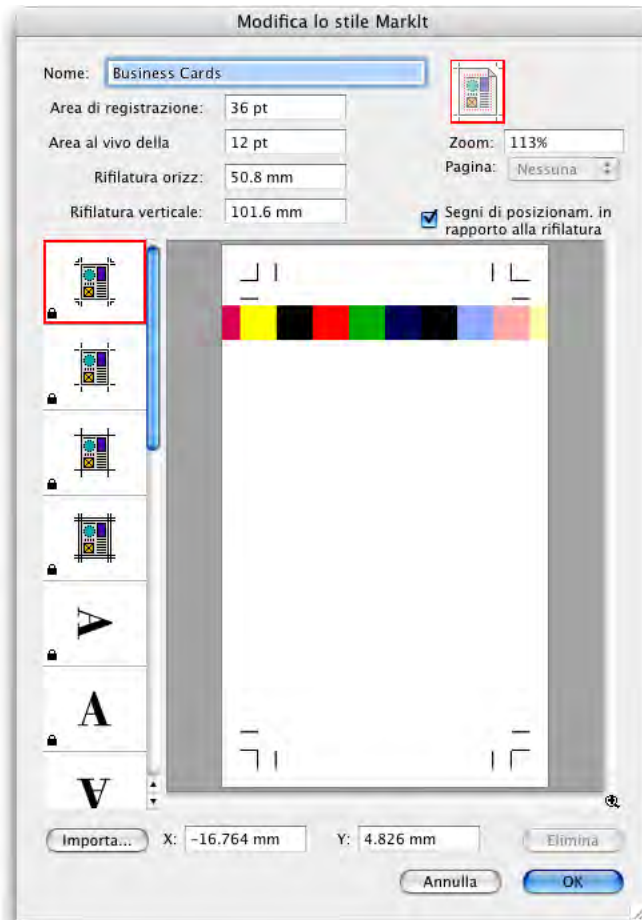 Modifica lo stile MarkIt
Nome: Business Cards
Area di registrazione: 36 pt
Area al vivo della 12 pt
Zoom: 113%
Rifilatura orizz: 50.8 mm
Pagina: Nessuna
Rifilatura verticale: 101.6 mm
Segni di posizionam. in
rapporto alla rifilatura
A
A
A
Importa... X: -16.764 mm Y: 4.826 mm Elimina
Annulla OK